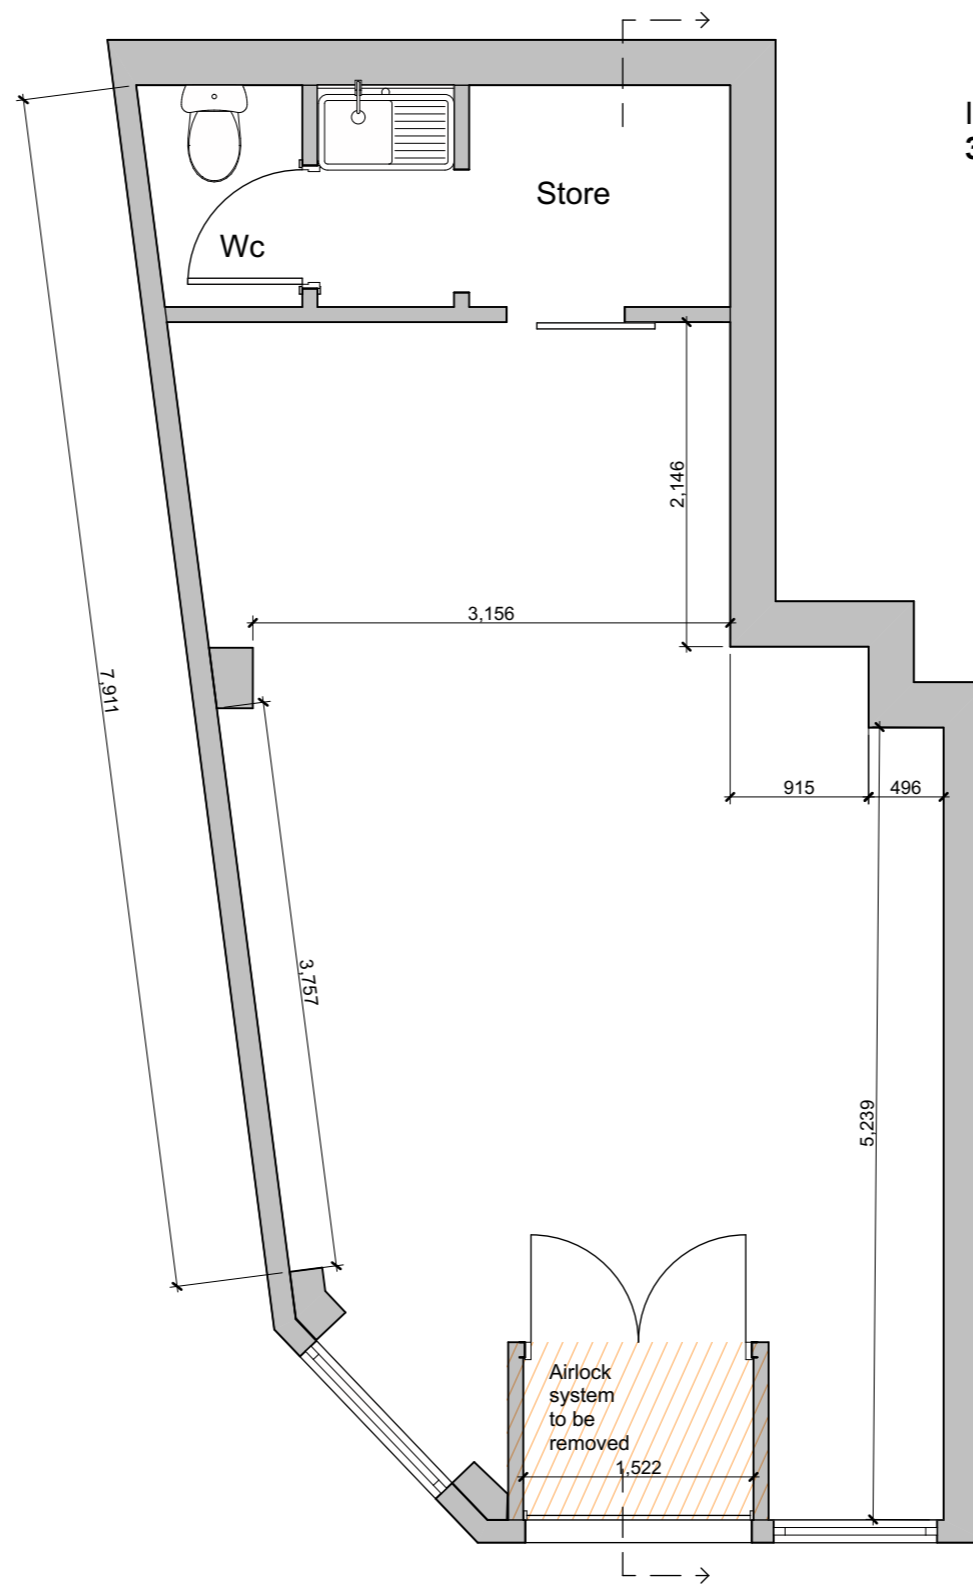 Store
Wc
2,146
3,156
7,911
915
496
3,757
5,239
Airlock
system
to be
removed
1,522